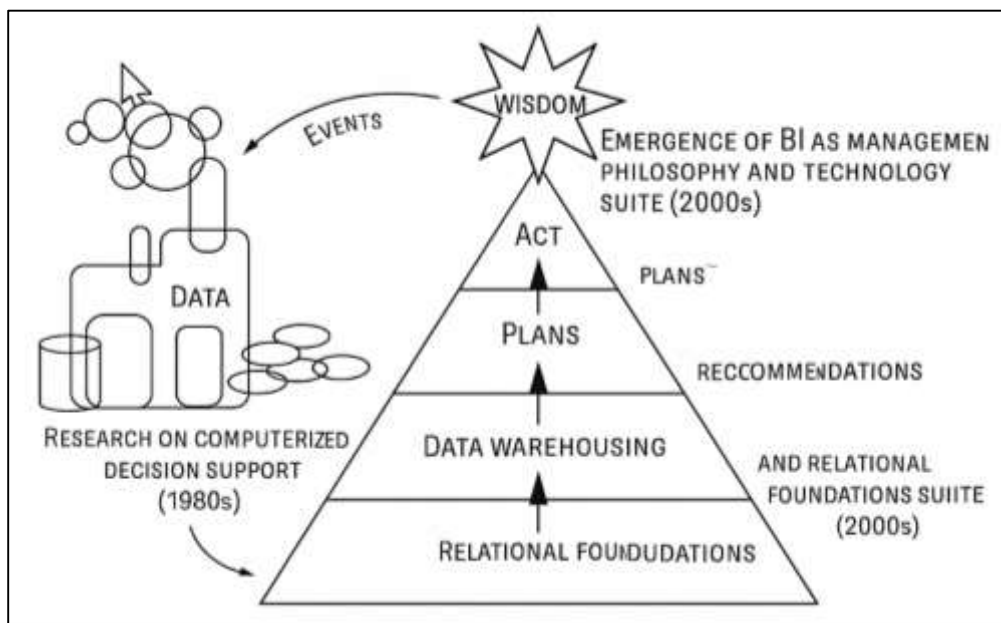 WISDOM
EVENTS
EMERGENCE OF BI AS MANAGEMEN
PHILOSOPHY AND TECHNOLOGY
SUITE (2000s)
ACT
PLANS
DATA
PLANS
RECCOMMENDATIONS
RESEARCH ON COMPUTERIZED
DECISION SUPPORT
(1980s)
DATA WAREHOUSING
AND RELATIONAL
FOUNDATIONS SUIITE
(2000s)
RELATIONAL FOUNDUDATIONS